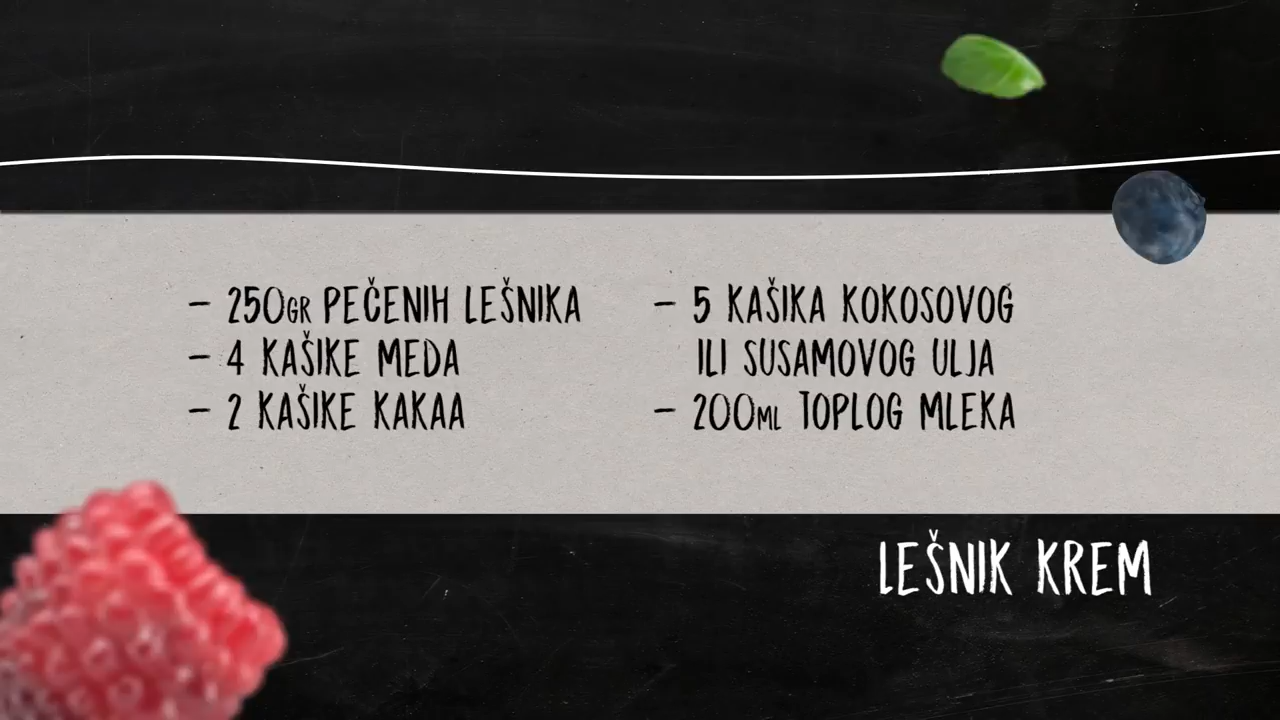 - 250GR PEČENIH LEŠNIKA
- 4 KAŠIKE MEDA
- 2 KAŠIKE KAKAA
- 5 KAŠIKA KOKOSOVOG
ILI SUSAMOVOG ULJA
- 200ML TOPLOG MLEKA
LEŠNIK KREM